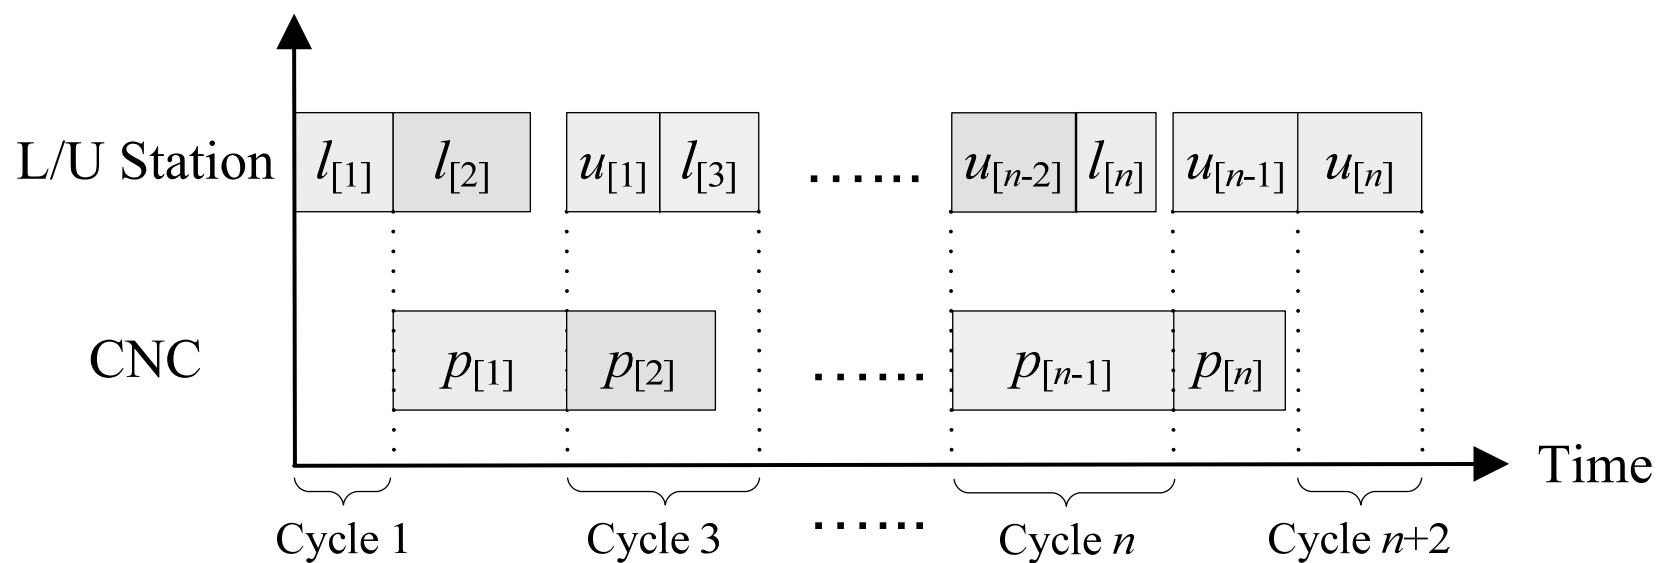 L/U Station l[1] l[2] u[1] l[3] ...... u[n-2] l[n] u[n-1] u[n]
CNC p[1] p[2] ...... p[n-1] p[n]
Time
Cycle 1 Cycle 3 ...... Cycle n Cycle n+2